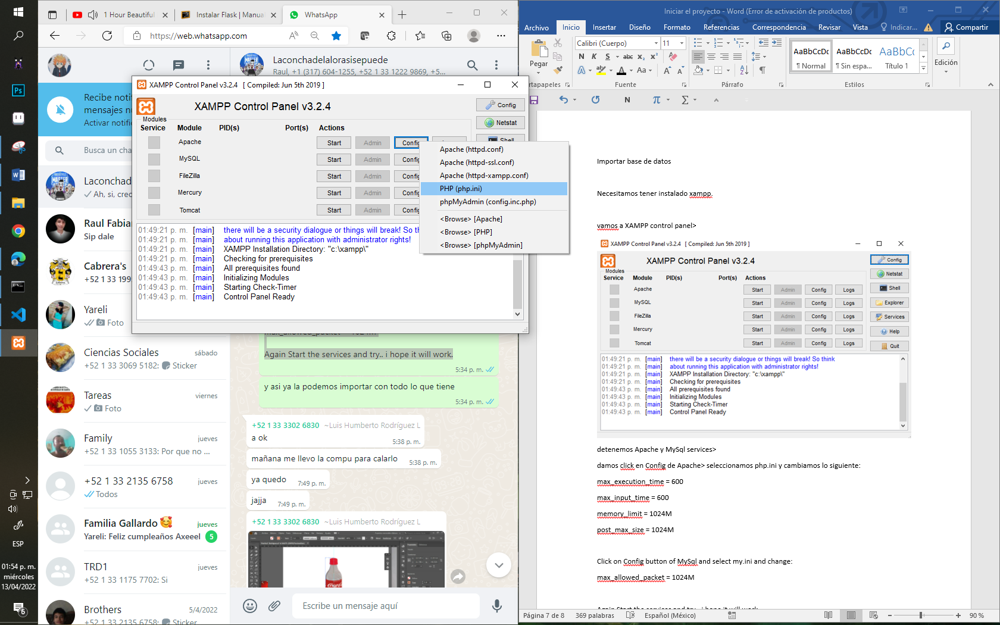 1 Hour Beautiful
Instalar Flask | Manua
WhatsApp
https://web.whatsapp.com
Laconchadelalorasisepuede
Raul, +1 (317) 604-1255, +52 1 33 1222 9869, +5...
Recibe noti
mensajes nu
Activar notific
Busca un cha
Laconchad
Ah, si, crec
Raul Fabia
Sip dale
Cabrera's
+52 1 33 199
Yareli
Foto
Ciencias Sociales
sábado
+52 1 33 3069 5182: Sticker
Tareas
viernes
Foto
Family
jueves
+52 1 33 1055 3133: Por que no ...
+52 1 33 2135 6758
jueves
Todos
Familia Gallardo 🥰
jueves
Yareli: Feliz cumpleaños Axeeel
5
TRD1
jueves
+52 1 33 1175 7702: Si
Brothers
5/4/2022
+52 1 33 2135 6758: Sticker
XAMPP Control Panel v3.2.4 [ Compiled: Jun 5th 2019 ]
XAMPP Control Panel v3.2.4
Config
Netstat
Shell
Modules
Service Module PID(s) Port(s) Actions
Apache Start Admin Config
MySQL Start Admin Config
FileZilla Start Admin Config
Mercury Start Admin Config
Tomcat Start Admin Config
Apache (httpd.conf)
Apache (httpd-ssl.conf)
Apache (httpd-xampp.conf)
PHP (php.ini)
phpMyAdmin (config.inc.php)
<Browse> [Apache]
<Browse> [PHP]
<Browse> [phpMyAdmin]
01:49:21 p. m. [main] there will be a security dialogue or things will break! So th
01:49:21 p. m. [main] about running this application with administrator rights!
01:49:21 p. m. [main] XAMPP Installation Directory: "c:\xampp\"
01:49:21 p. m. [main] Checking for prerequisites
01:49:43 p. m. [main] All prerequisites found
01:49:43 p. m. [main] Initializing Modules
01:49:43 p. m. [main] Starting Check-Timer
01:49:43 p. m. [main] Control Panel Ready
Again Start the services and try.. i hope it will work.
5:34 p. m.
y asi ya la podemos importar con todo lo que tiene
5:34 p. m.
+52 1 33 3302 6830 ~Luis Humberto Rodríguez L
a ok
5:38 p. m.
mañana me llevo la compu para calarlo
5:38 p. m.
ya quedo
7:49 p. m.
jajja
7:49 p. m.
+52 1 33 3302 6830 ~Luis Humberto Rodríguez L
Escribe un mensaje aquí
Ps
ESP
01:54 p. m.
miércoles
13/04/2022
6
Iniciar el proyecto - Word (Error de activación de productos)
Archivo Inicio Insertar Diseño Formato Referencias Correspondencia Revisar Vista Indicar... Compartir
Pegar
Calibri (Cuerpo) 11
N K S abc x₂ x²
A ab A Aa A A
AaBbCcDc AaBbCcDc AaBbCc
¶ Normal ¶ Sin espa... Título 1
Edición
rtapapeles Fuente Párrafo Estilos
N π Σ
Importar base de datos
Necesitamos tener instalado xampp.
vamos a XAMPP control panel>
XAMPP Control Panel v3.2.4 [ Compiled: Jun 5th 2019 ]
XAMPP Control Panel v3.2.4
Modules
Service Module PID(s) Port(s) Actions
Apache Start Admin Config Logs
MySQL Start Admin Config Logs
FileZilla Start Admin Config Logs
Mercury Start Admin Config Logs
Tomcat Start Admin Config Logs
Config
Netstat
Shell
Explorer
Services
Help
Quit
01:49:21 p. m. [main] there will be a security dialogue or things will break! So think
01:49:21 p. m. [main] about running this application with administrator rights!
01:49:21 p. m. [main] XAMPP Installation Directory: "c:\xampp\"
01:49:21 p. m. [main] Checking for prerequisites
01:49:43 p. m. [main] All prerequisites found
01:49:43 p. m. [main] Initializing Modules
01:49:43 p. m. [main] Starting Check-Timer
01:49:43 p. m. [main] Control Panel Ready
detenemos Apache y MySql services>
damos click en Config de Apache> seleccionamos php.ini y cambiamos lo siguiente:
max_execution_time = 600
max_input_time = 600
memory_limit = 1024M
post_max_size = 1024M
Click on Config button of MySql and select my.ini and change:
max_allowed_packet = 1024M
Again Start the services and try.. i hope it will work
Página 7 de 8 369 palabras Español (México) 90 %